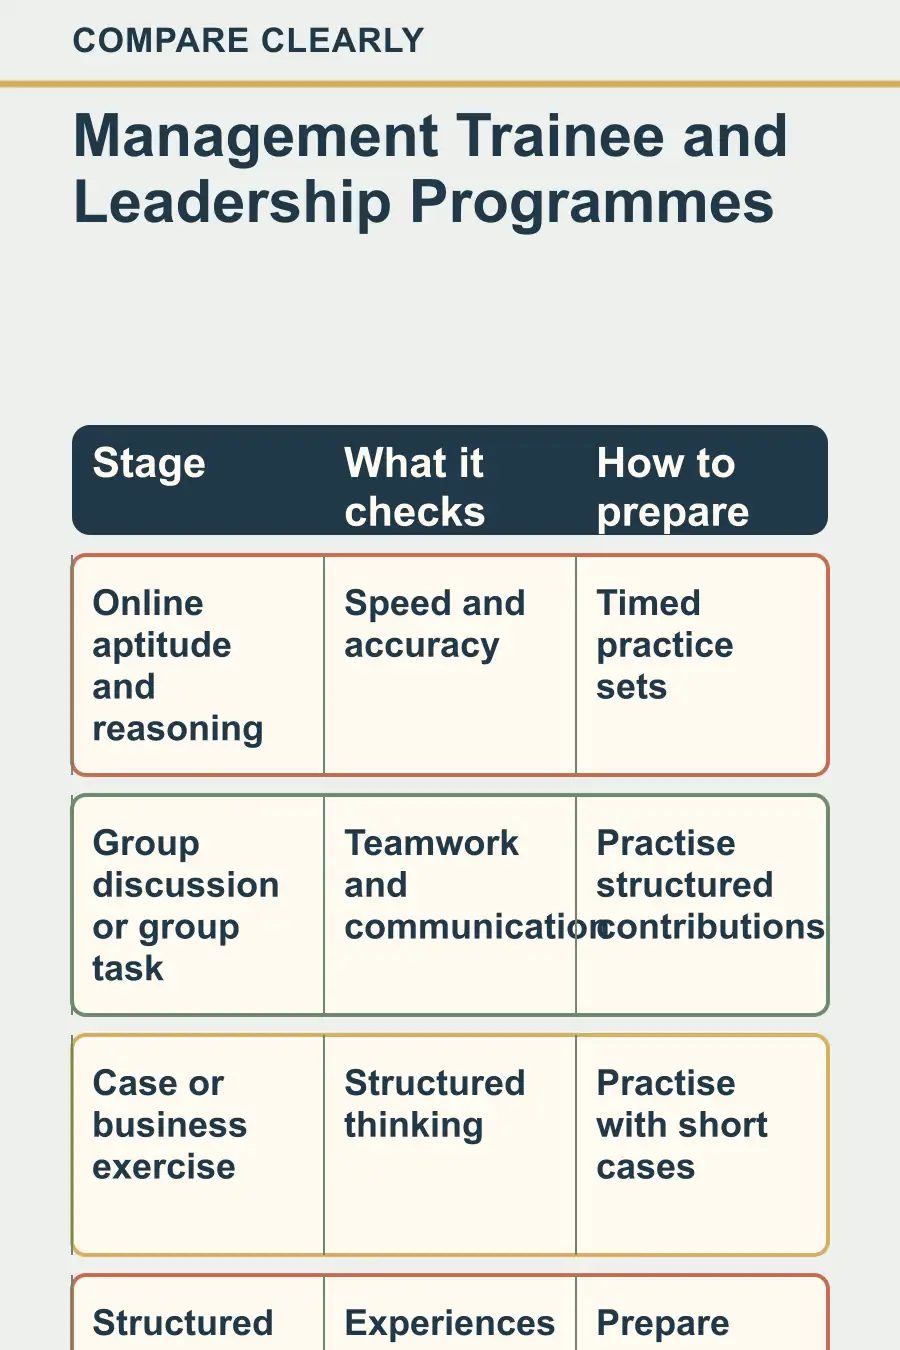 COMPARE CLEARLY
Management Trainee and
Leadership Programmes
Stage
What it
checks
How to
prepare
Online
aptitude
and
reasoning
Speed and
accuracy
Timed
practice
sets
Group
discussion
or group
task
Teamwork
and
communication
Practise
structured
contributions
Case or
business
exercise
Structured
thinking
Practise
with short
cases
Structured
Experiences
Prepare